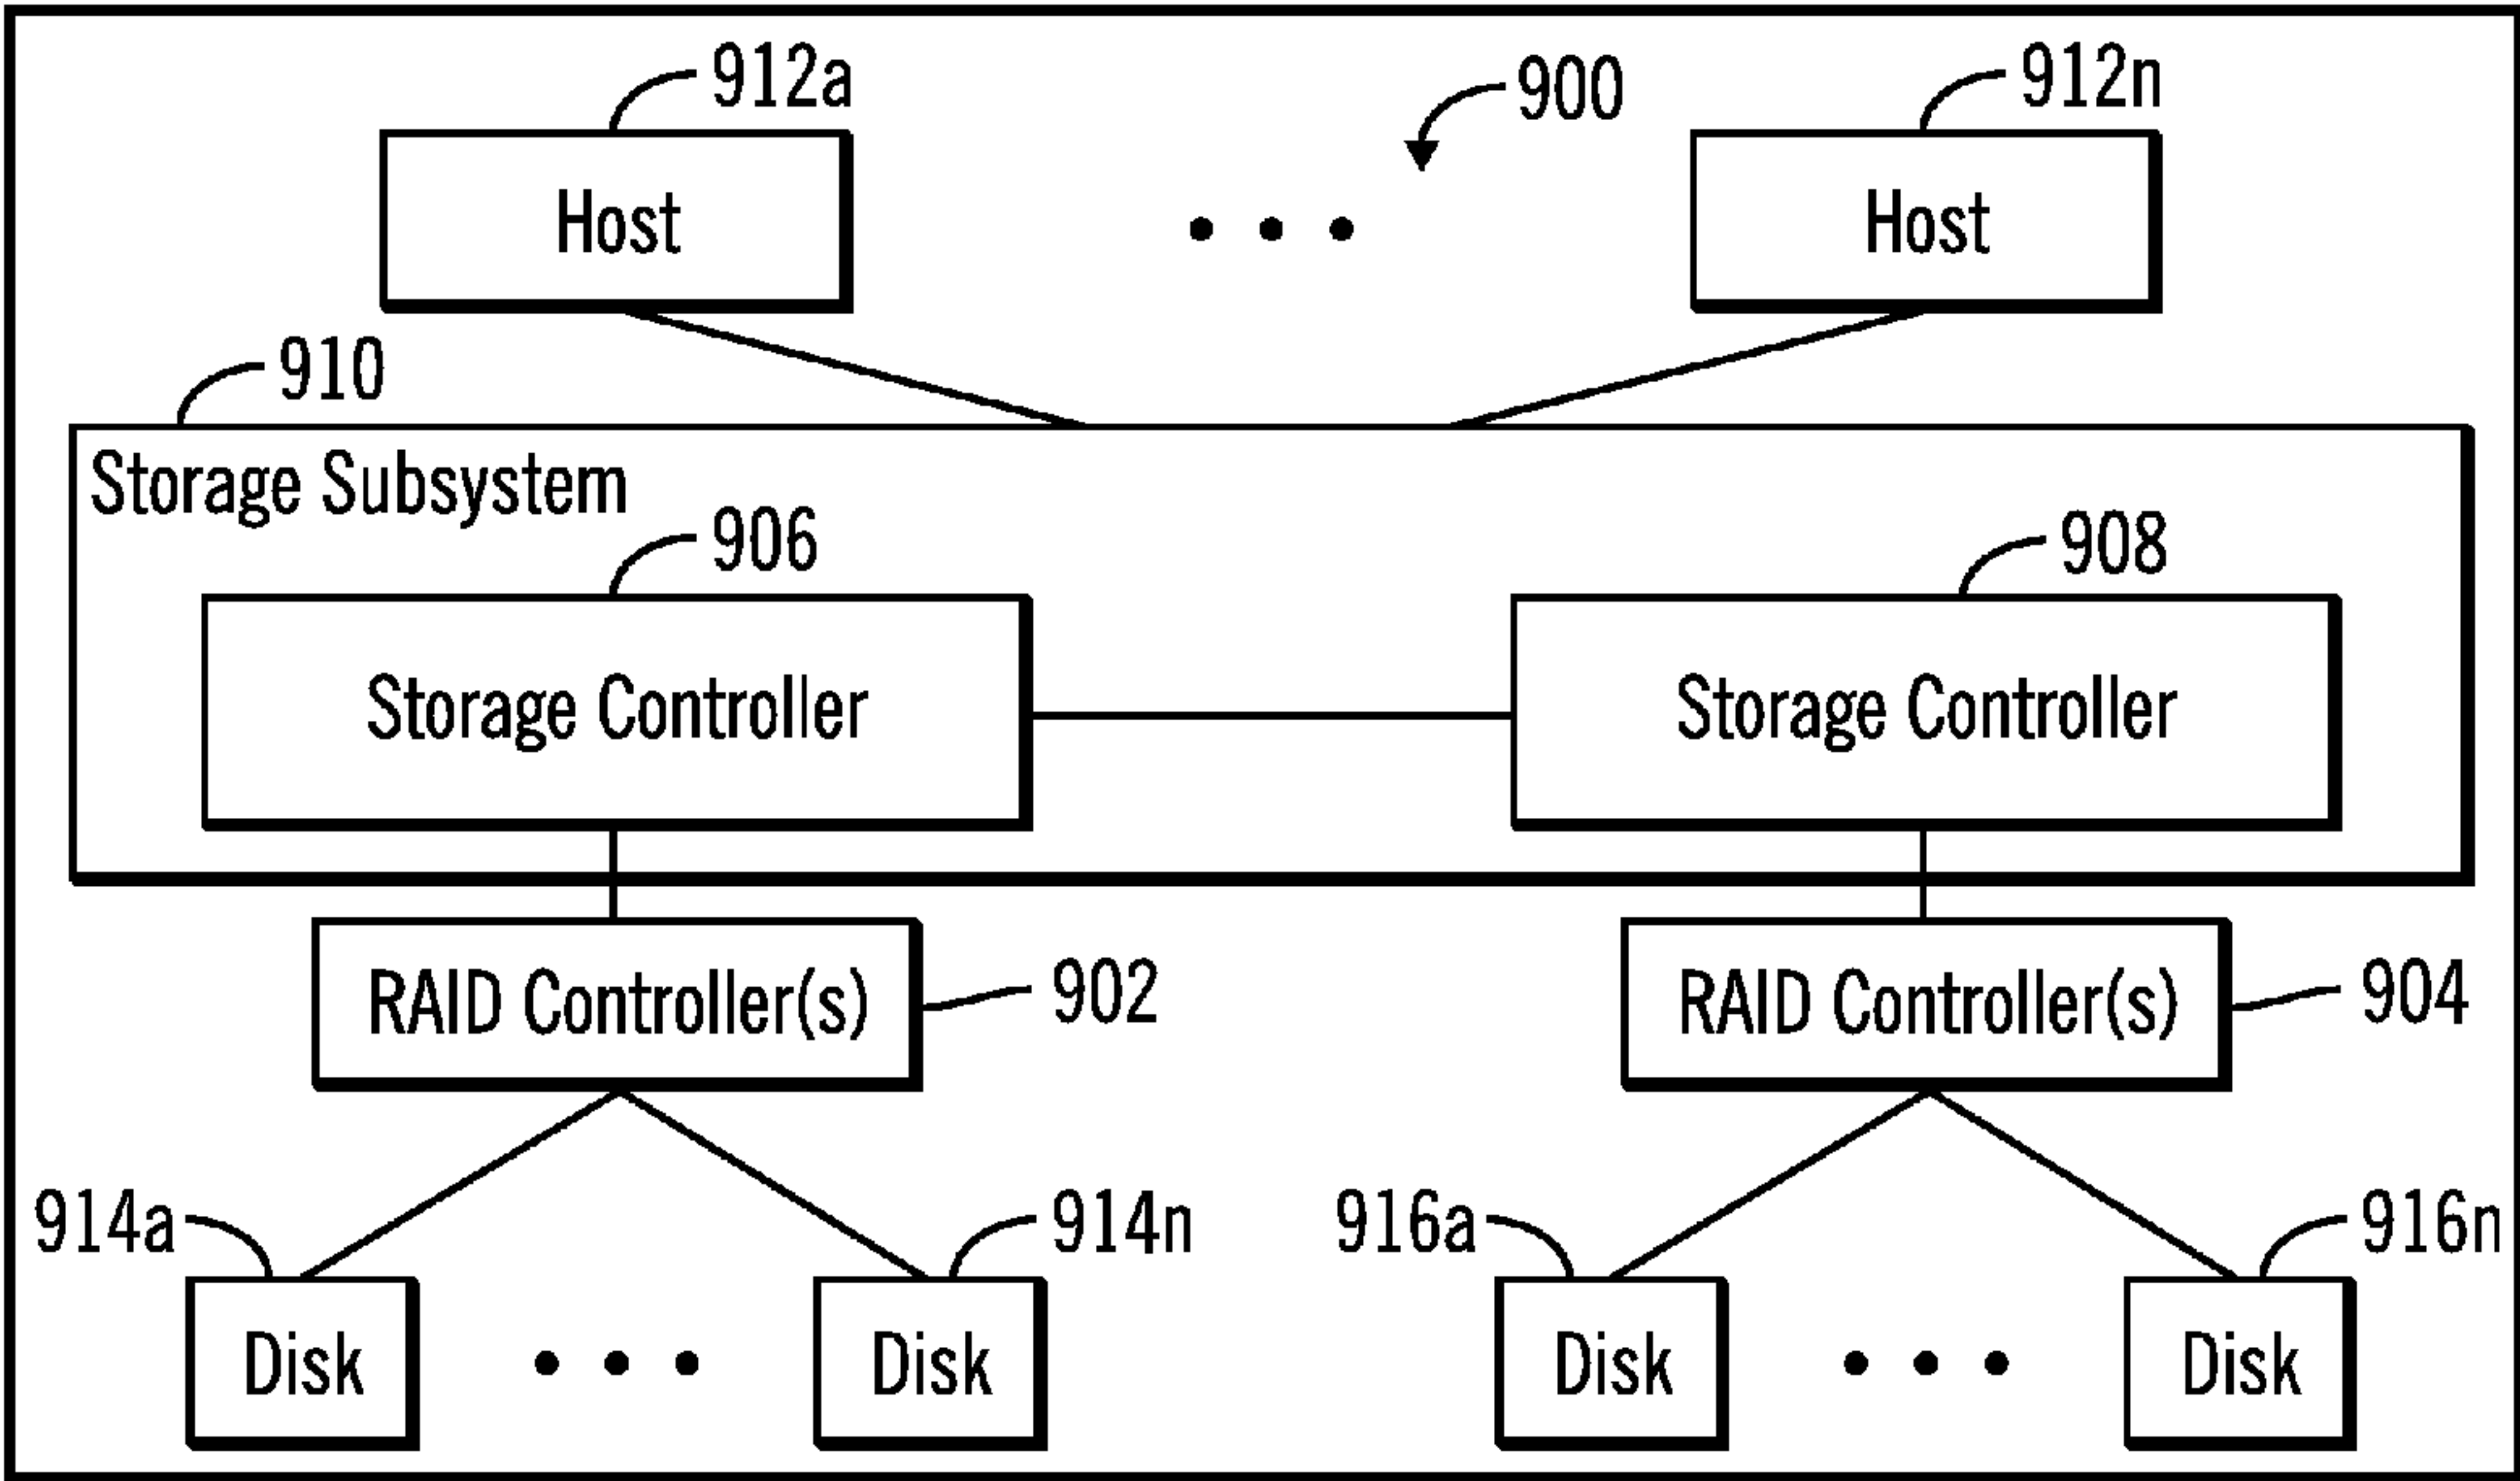 912a
900
912n
Host
• • •
Host
910
Storage Subsystem
906
908
Storage Controller
Storage Controller
RAID Controller(s)
902
RAID Controller(s)
904
914a
914n
916a
916n
Disk
• • •
Disk
Disk
• • •
Disk